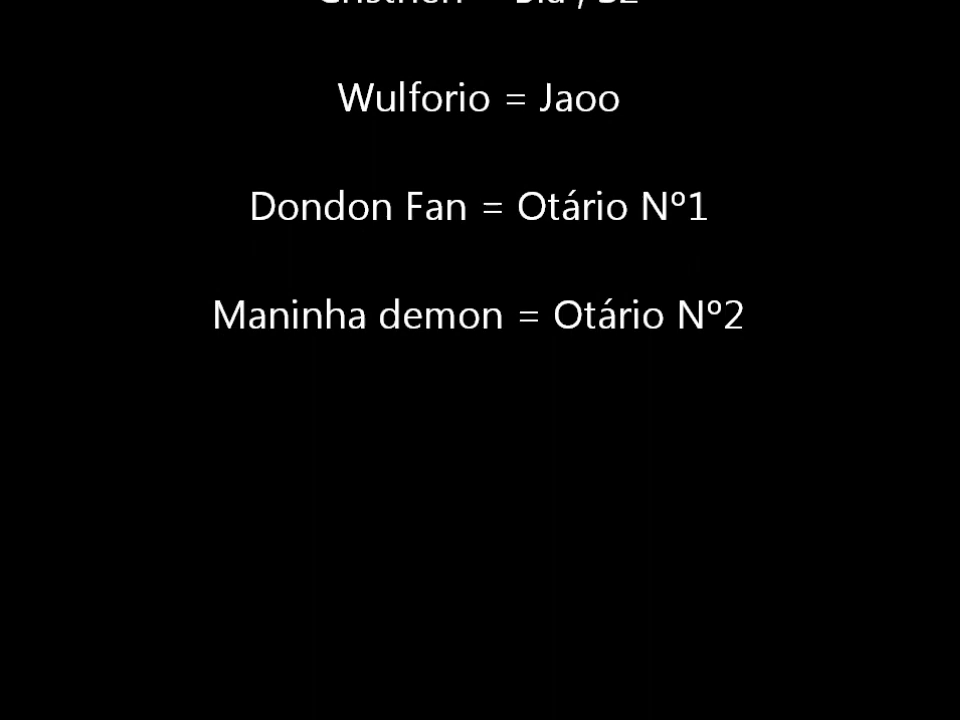 Wulforio = Jaoo
Dondon Fan = Otário Nº1
Maninha demon = Otário Nº2